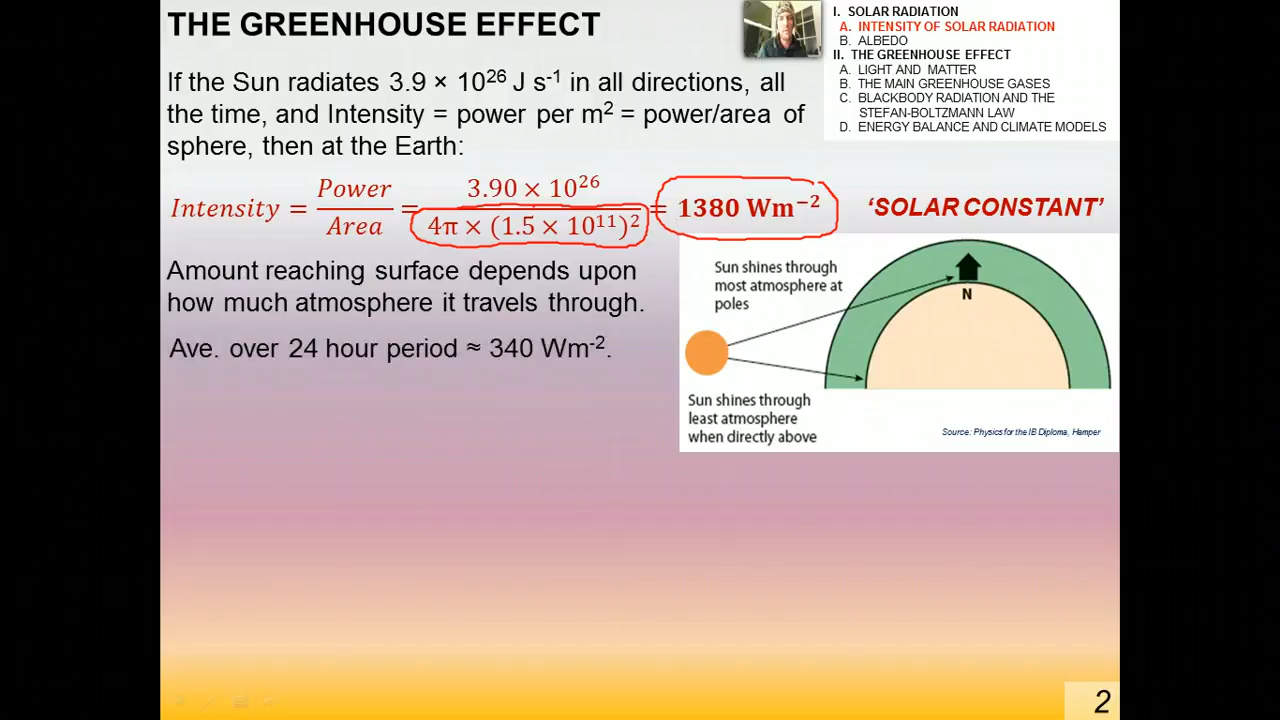 THE GREENHOUSE EFFECT
I. SOLAR RADIATION
A. INTENSITY OF SOLAR RADIATION
B. ALBEDO
II. THE GREENHOUSE EFFECT
A. LIGHT AND MATTER
B. THE MAIN GREENHOUSE GASES
C. BLACKBODY RADIATION AND THE
STEFAN-BOLTZMANN LAW
D. ENERGY BALANCE AND CLIMATE MODELS
If the Sun radiates 3.9 × 10²⁶ J s⁻¹ in all directions, all
the time, and Intensity = power per m² = power/area of
sphere, then at the Earth:
Intensity = Power/Area = 3.90 × 10²⁶/4π × (1.5 × 10¹¹)² = 1380 Wm⁻²
'SOLAR CONSTANT'
Amount reaching surface depends upon
how much atmosphere it travels through.
Ave. over 24 hour period ≈ 340 Wm⁻².
Sun shines through
most atmosphere at
poles
N
Sun shines through
least atmosphere
when directly above
Source: Physics for the IB Diploma, Hamper
2